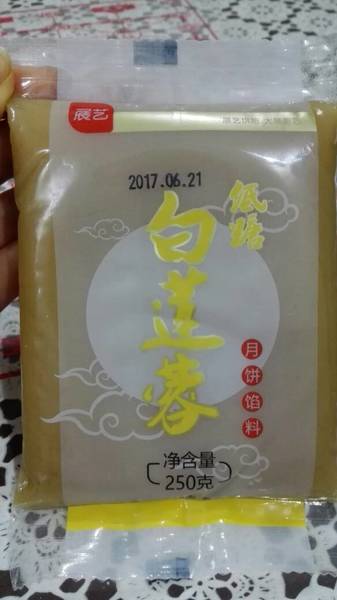 展艺
2017.06.21
低糖
白莲蓉
月饼馅料
净含量
250克